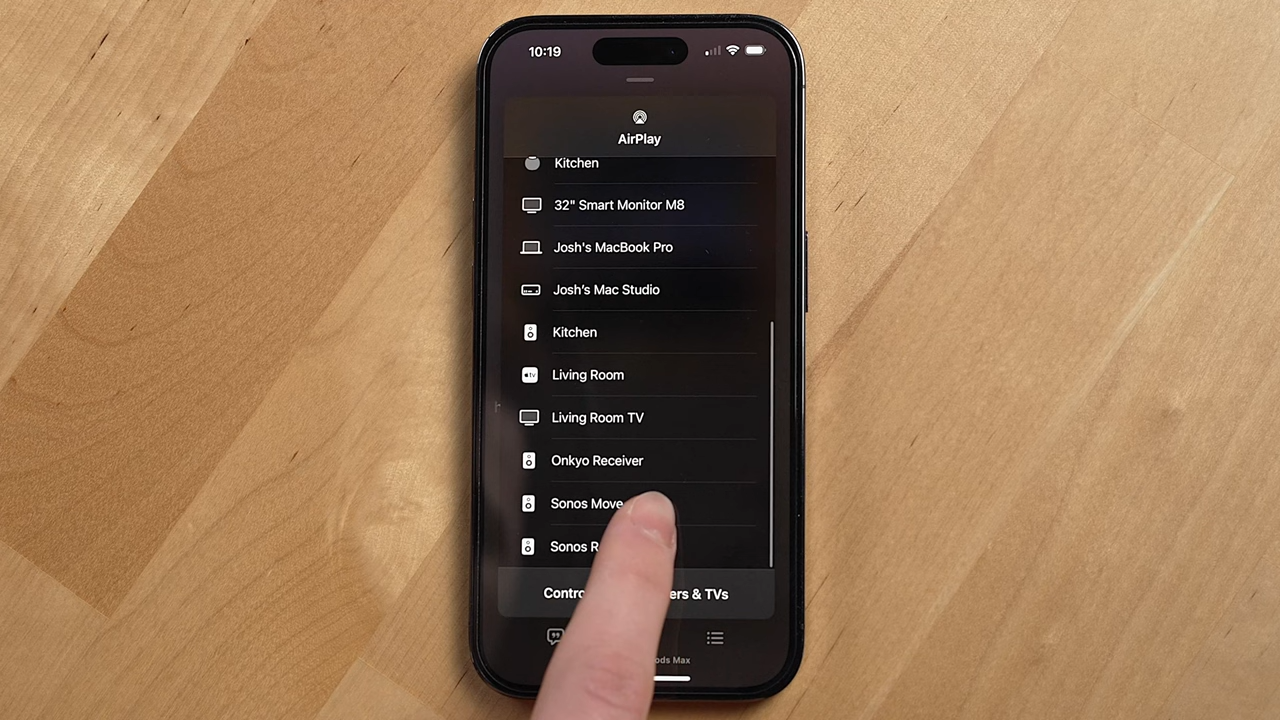 10:19
AirPlay
Kitchen
32" Smart Monitor M8
Josh's MacBook Pro
Josh’s Mac Studio
Kitchen
tv
Living Room
Living Room TV
Onkyo Receiver
Sonos Move
Sonos R
Contro ers & TVs
ods Max